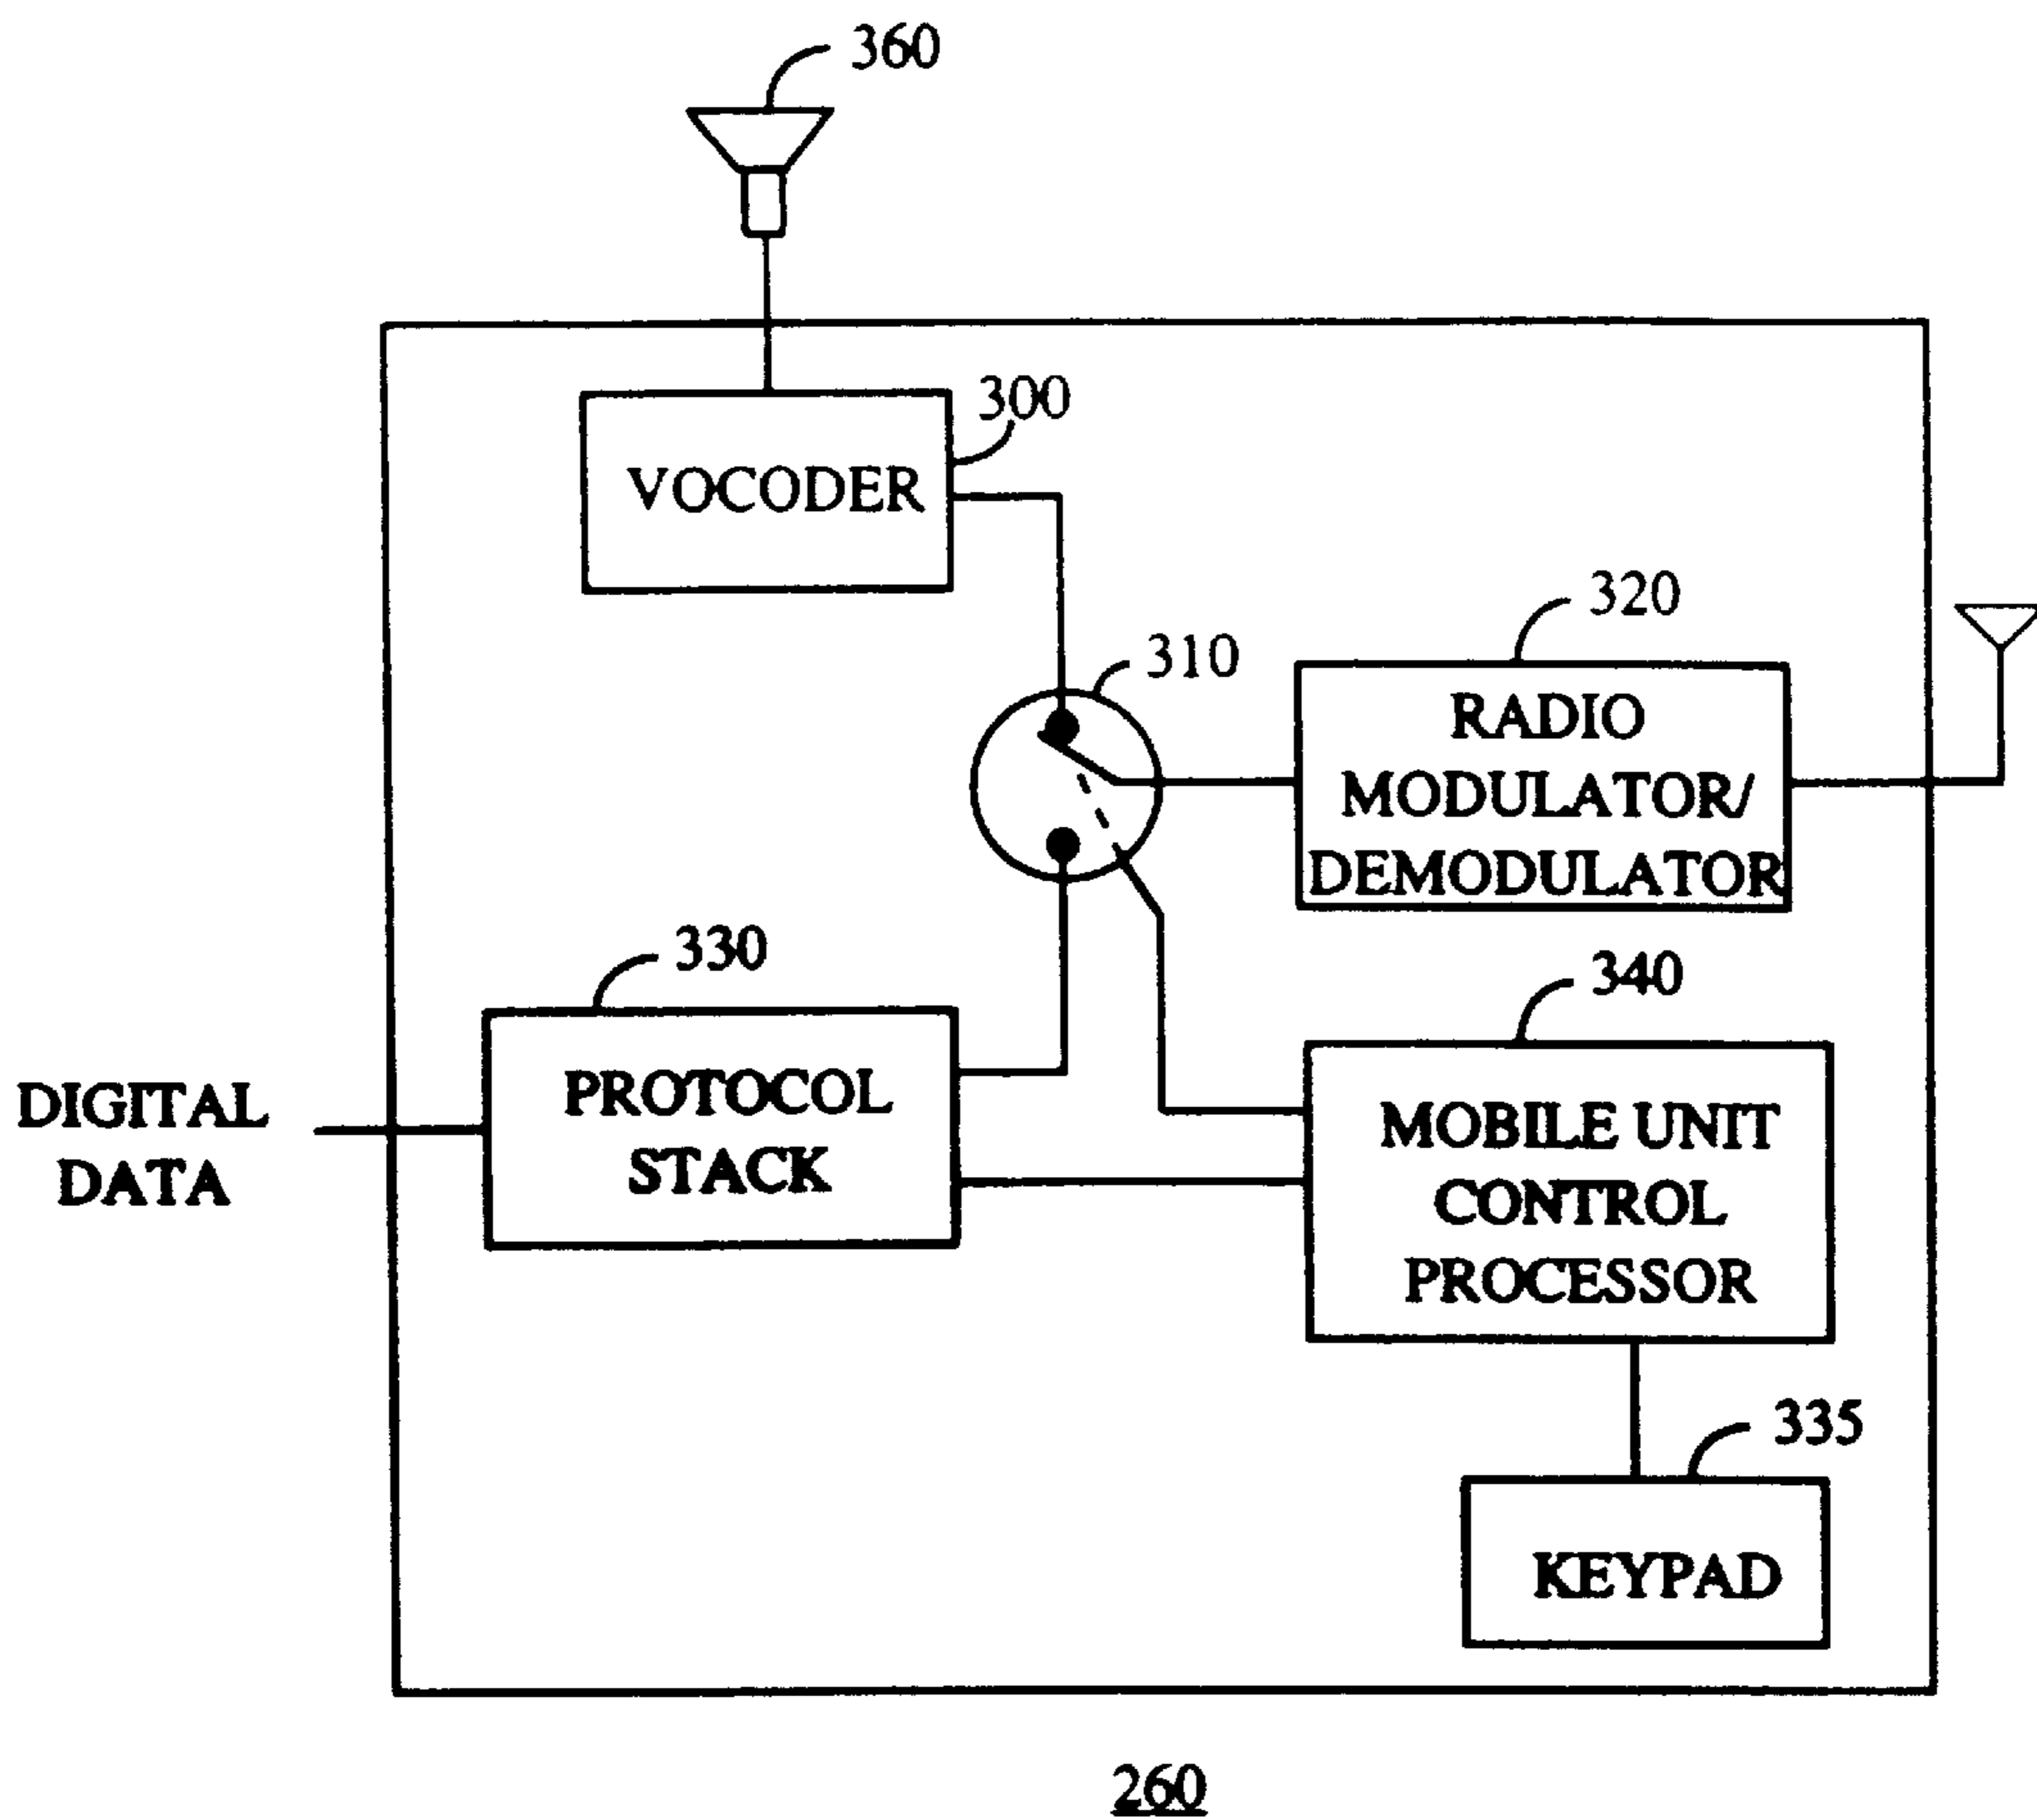 360
300
VOCODER
320
310
RADIO
MODULATOR/
DEMODULATOR
330
340
PROTOCOL
STACK
DIGITAL
DATA
MOBILE UNIT
CONTROL
PROCESSOR
335
KEYPAD
260